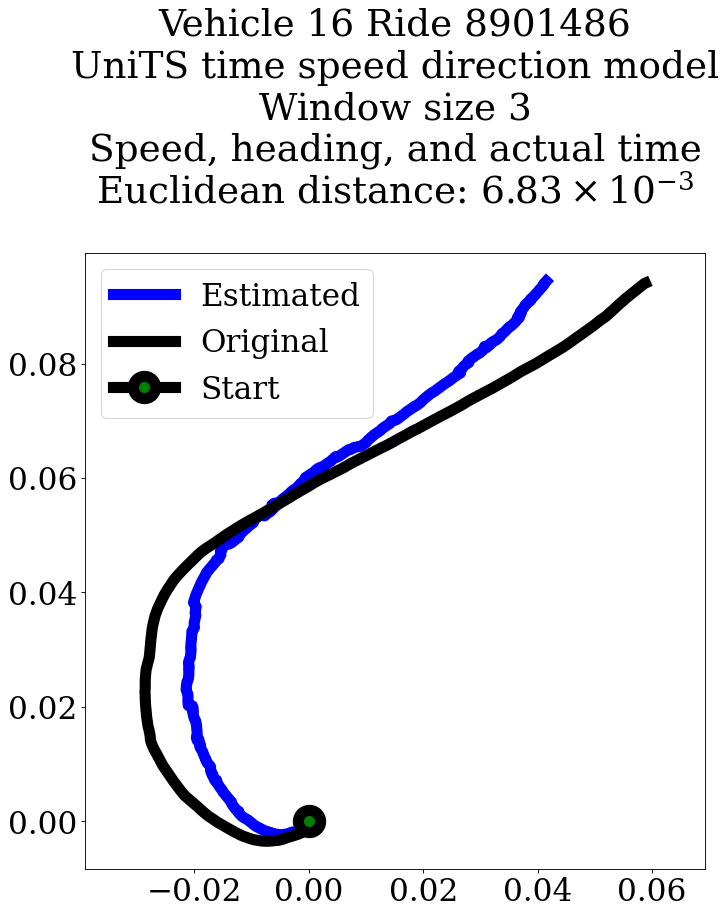 Vehicle 16 Ride 8901486
UniTS time speed direction model
Window size 3
Speed, heading, and actual time
Euclidean distance: 6.83 × 10⁻³
Estimated
Original
Start
0.08
0.06
0.04
0.02
0.00
−0.02 0.00 0.02 0.04 0.06